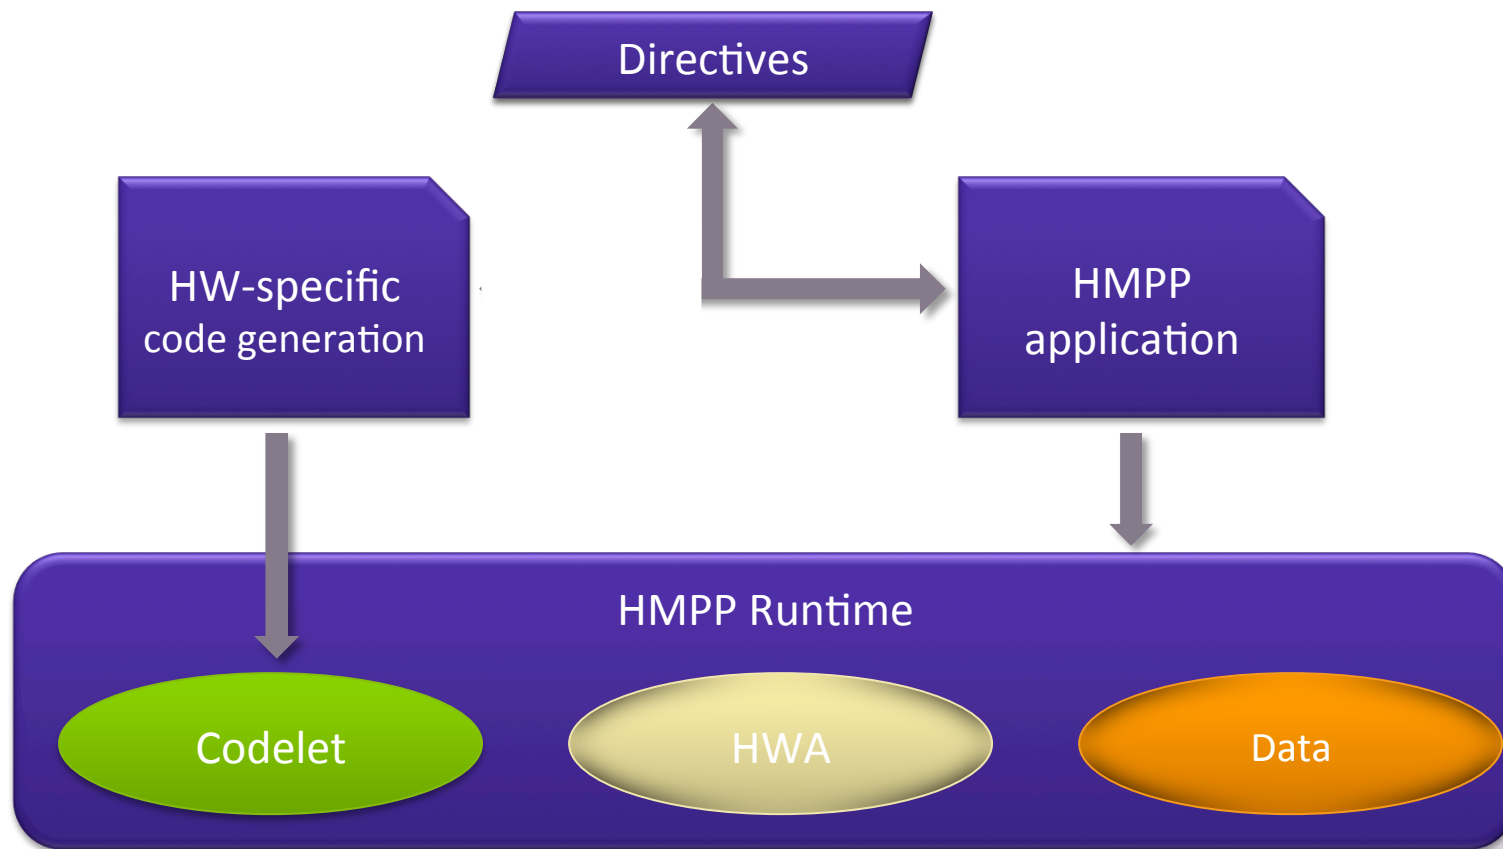 Directives
HW-specific
code generation
HMPP
application
HMPP Runtime
Codelet
HWA
Data